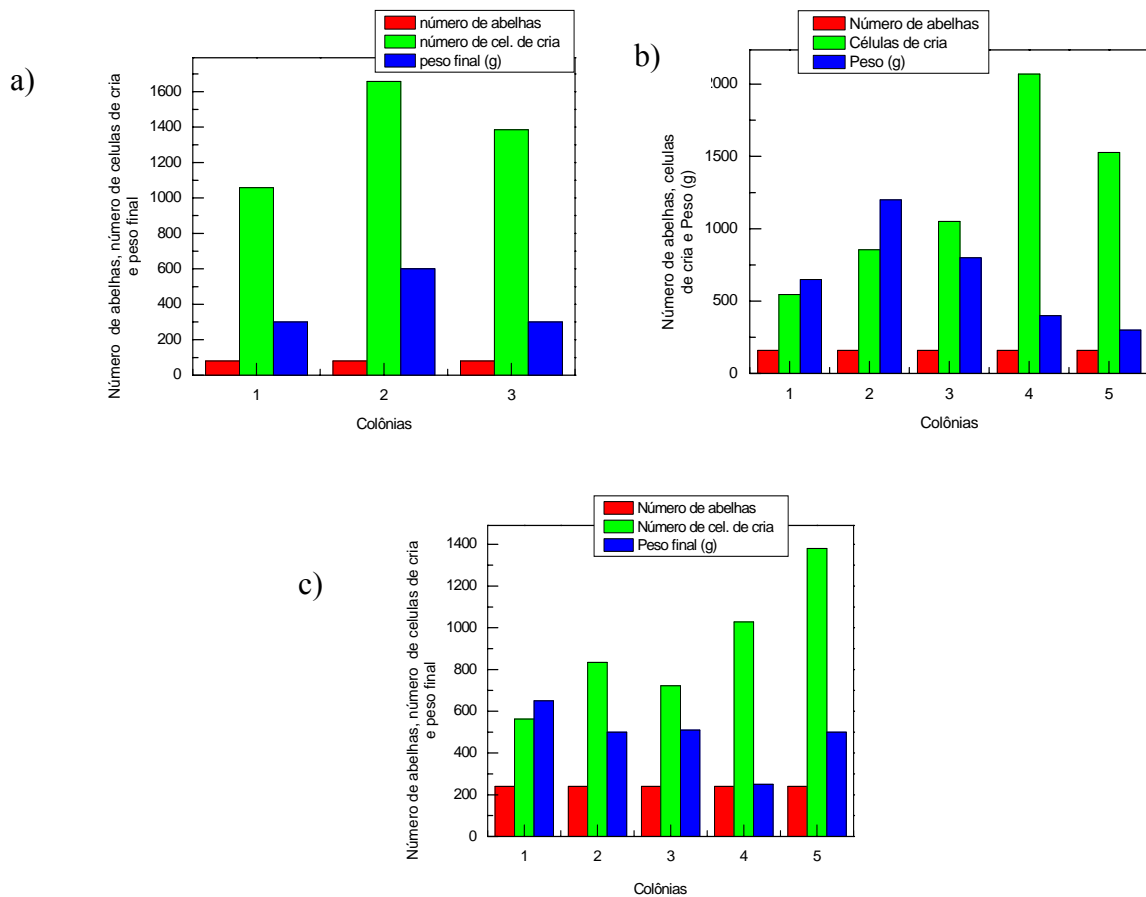 a)
número de abelhas
número de cel. de cria
peso final (g)
Número de abelhas, número de celulas de cria
e peso final
1600
1400
1200
1000
800
600
400
200
0
1 2 3
Colônias
b)
Número de abelhas
Células de cria
Peso (g)
Número de abelhas, celulas
de cria e Peso (g)
2000
1500
1000
500
0
1 2 3 4 5
Colônias
c)
Número de abelhas
Número de cel. de cria
Peso final (g)
Número de abelhas, número de celulas de cria
e peso final
1400
1200
1000
800
600
400
200
0
1 2 3 4 5
Colônias